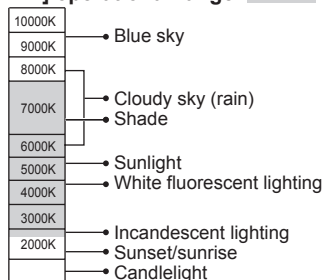 10000K
9000K
Blue sky
8000K
7000K
Cloudy sky (rain)
Shade
6000K
5000K
Sunlight
4000K
White fluorescent lighting
3000K
Incandescent lighting
2000K
Sunset/sunrise
Candlelight